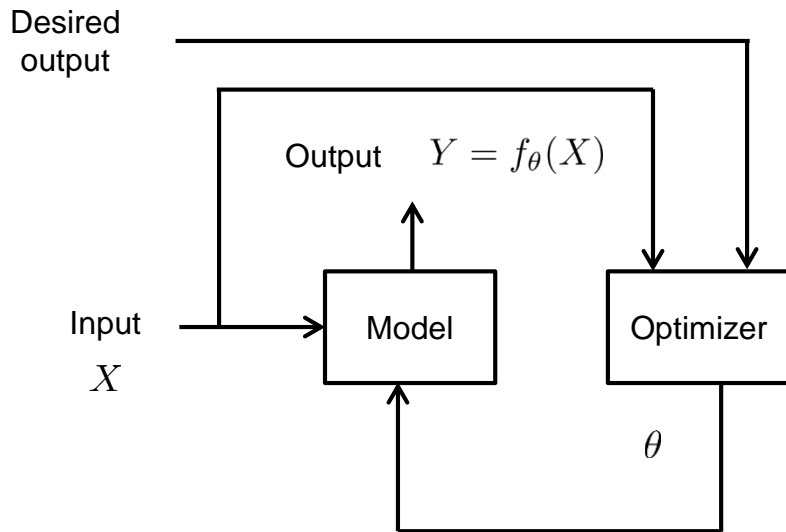 Desired
output
Output Y = f_θ(X)
Input
Model
Optimizer
X
θ